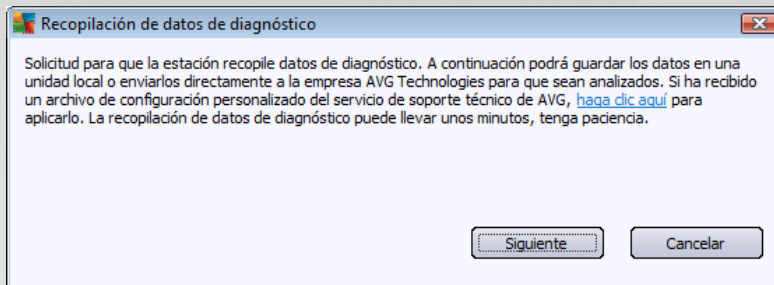 Recopilación de datos de diagnóstico
Solicitud para que la estación recopile datos de diagnóstico. A continuación podrá guardar los datos en una
unidad local o enviarlos directamente a la empresa AVG Technologies para que sean analizados. Si ha recibido
un archivo de configuración personalizado del servicio de soporte técnico de AVG, haga clic aquí para
aplicarlo. La recopilación de datos de diagnóstico puede llevar unos minutos, tenga paciencia.
Siguiente Cancelar